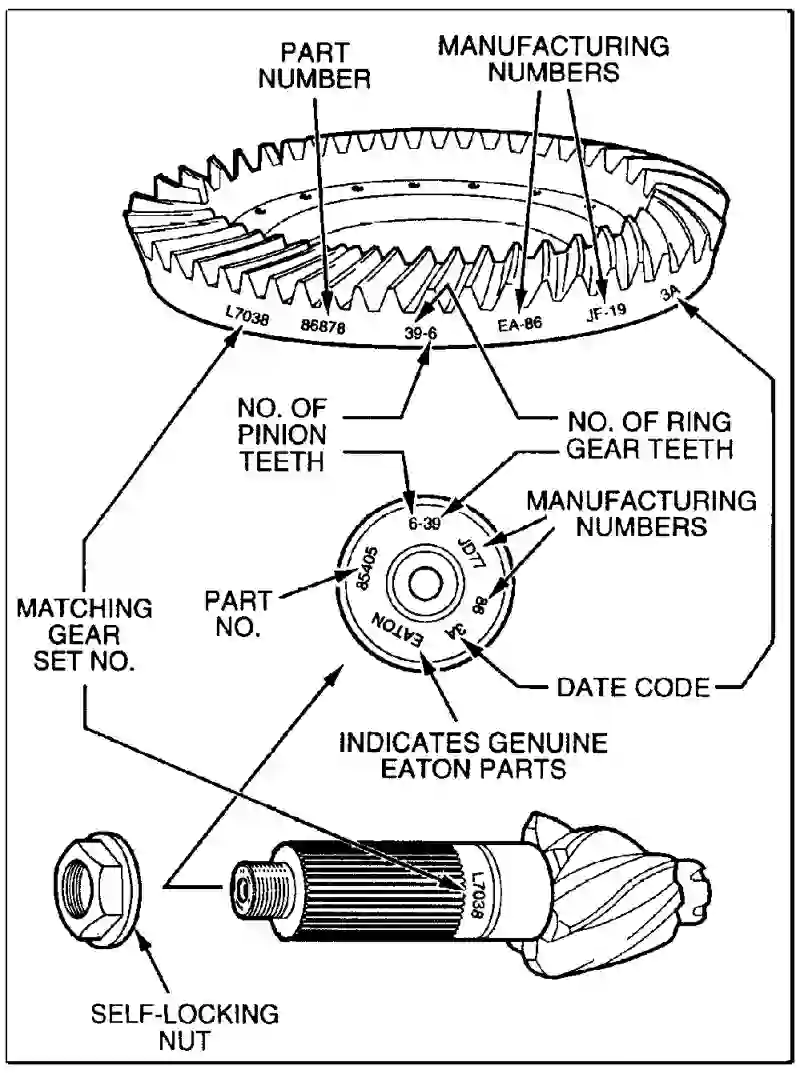 PART
NUMBER
MANUFACTURING
NUMBERS
L7038
86878
39-6
EA-86
JF-19
3A
NO. OF
PINION
TEETH
NO. OF RING
GEAR TEETH
6-39
JD77
86
3A
EATON
85405
MANUFACTURING
NUMBERS
PART
NO.
MATCHING
GEAR
SET NO.
DATE CODE
INDICATES GENUINE
EATON PARTS
L7038
SELF-LOCKING
NUT